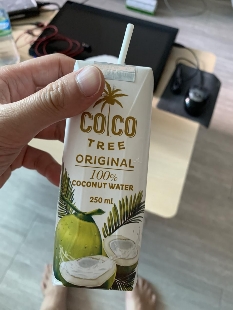 COCO
TREE
ORIGINAL
100%
COCONUT WATER
250 mL